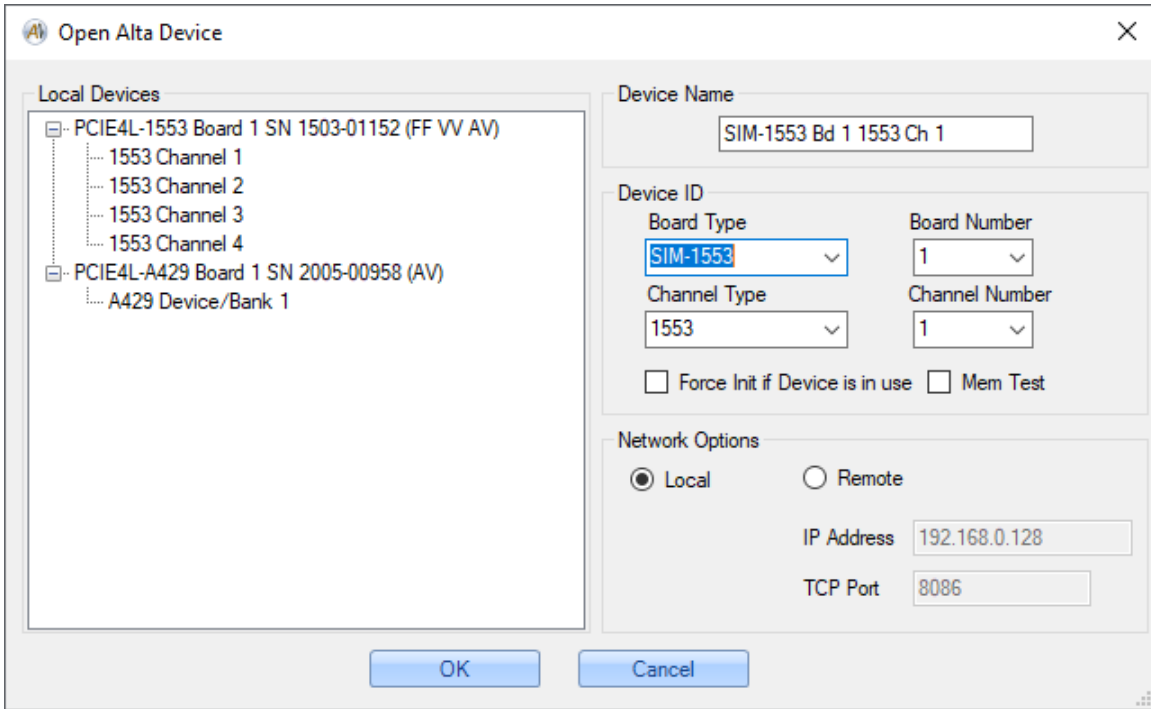 Open Alta Device
Local Devices
PCIE4L-1553 Board 1 SN 1503-01152 (FF VV AV)
1553 Channel 1
1553 Channel 2
1553 Channel 3
1553 Channel 4
PCIE4L-A429 Board 1 SN 2005-00958 (AV)
A429 Device/Bank 1
Device Name
SIM-1553 Bd 1 1553 Ch 1
Device ID
Board Type Board Number
SIM-1553 1
Channel Type Channel Number
1553 1
Force Init if Device is in use Mem Test
Network Options
Local Remote
IP Address 192.168.0.128
TCP Port 8086
OK Cancel